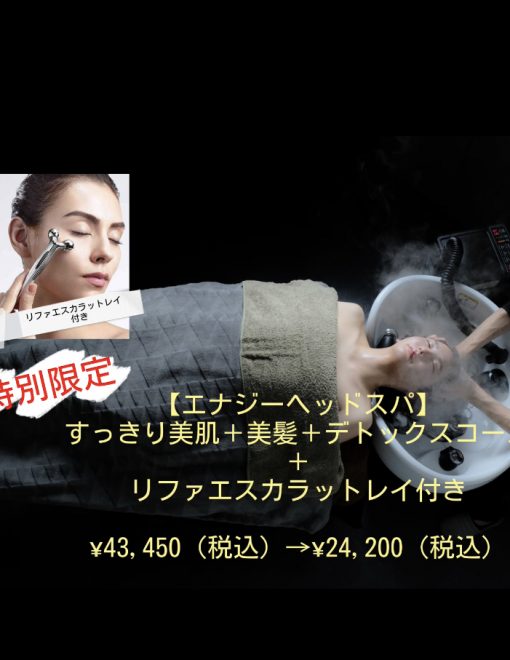 リファエスカラットレイ
付き
特別限定
【エナジーヘッドスパ】
すっきり美肌＋美髪＋デトックスコー
＋
リファエスカラットレイ付き
¥43,450（税込）→¥24,200（税込）